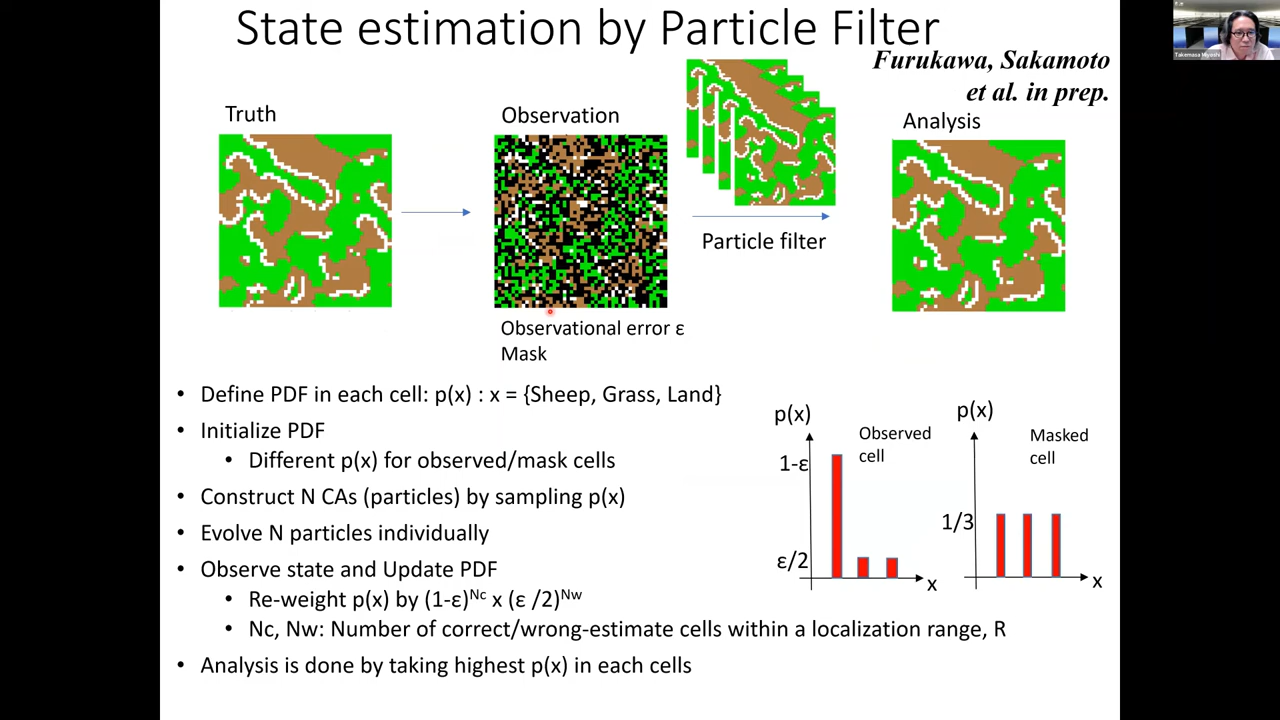 State estimation by Particle Filter
Furukawa, Sakamoto
et al. in prep.
Truth
Observation
Analysis
Particle filter
Observational error ε
Mask
• Define PDF in each cell: p(x) : x = {Sheep, Grass, Land}
• Initialize PDF
• Different p(x) for observed/mask cells
• Construct N CAs (particles) by sampling p(x)
• Evolve N particles individually
• Observe state and Update PDF
• Re-weight p(x) by (1-ε)^Nc x (ε /2)^Nw
• Nc, Nw: Number of correct/wrong-estimate cells within a localization range, R
• Analysis is done by taking highest p(x) in each cells
p(x)
Observed
cell
1-ε
ε/2
x
p(x)
Masked
cell
1/3
x
Takemasa Miyoshi